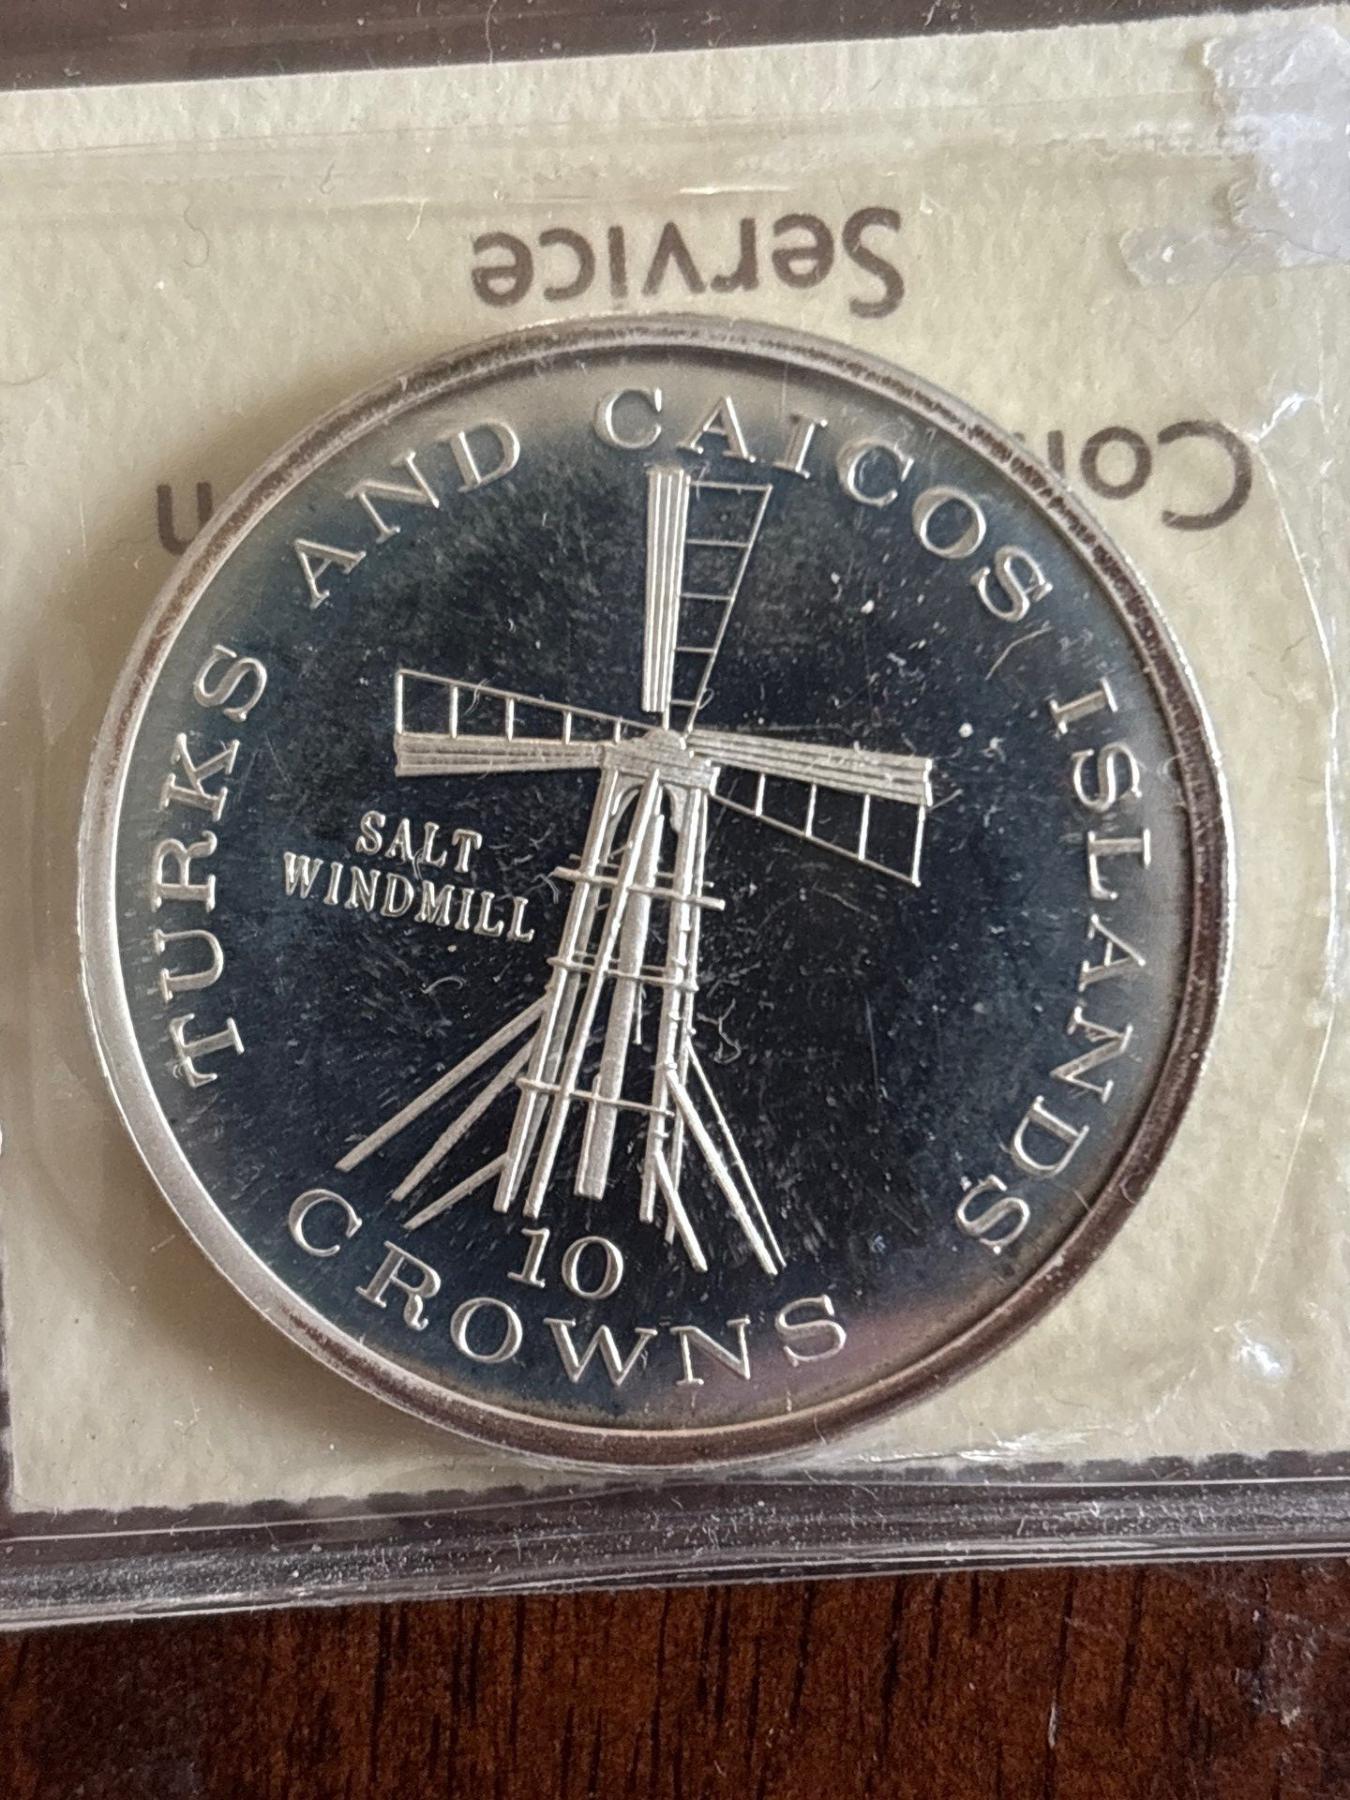 Service
TURKS AND CAICOS ISLANDS
SALT
WINDMILL
10
CROWNS